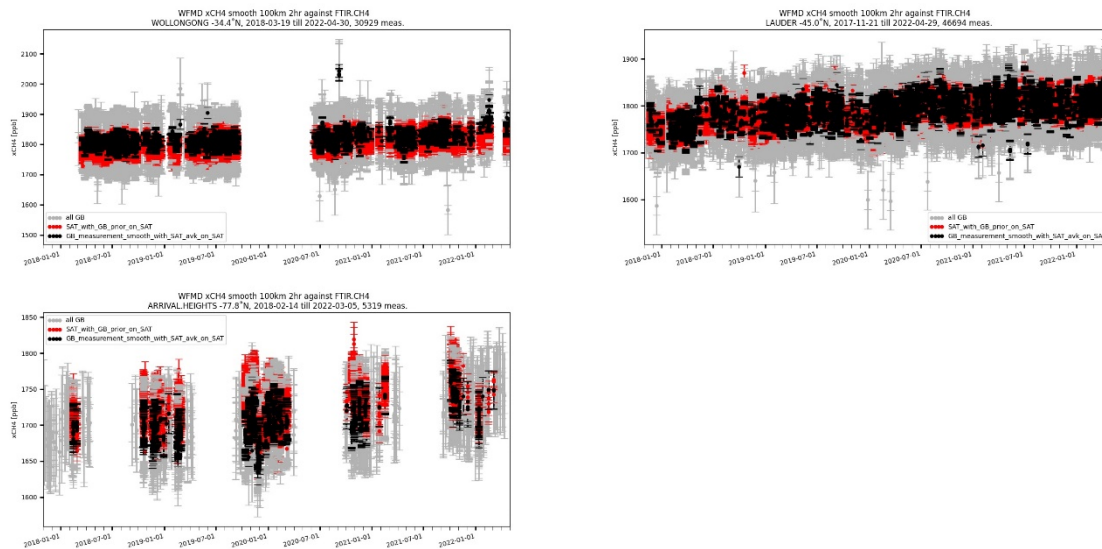 WFMD xCH4 smooth 100km 2hr against FTIR.CH4
WOLLONGONG -34.4°N, 2018-03-19 till 2022-04-30, 30929 meas.
xCH4 [ppb]
2100
2000
1900
1800
1700
1600
1500
all GB
SAT_with_GB_prior_on_SAT
GB_measurement_smooth_with_SAT_avk_on_SAT
2018-01-01
2018-07-01
2019-01-01
2019-07-01
2020-01-01
2020-07-01
2021-01-01
2021-07-01
2022-01-01
WFMD xCH4 smooth 100km 2hr against FTIR.CH4
LAUDER -45.0°N, 2017-11-21 till 2022-04-29, 46694 meas.
xCH4 [ppb]
1900
1800
1700
1600
all GB
SAT_with_GB_prior_on_SAT
GB_measurement_smooth_with_SAT_avk_on_SAT
2018-01-01
2018-07-01
2019-01-01
2019-07-01
2020-01-01
2020-07-01
2021-01-01
2021-07-01
2022-01-01
WFMD xCH4 smooth 100km 2hr against FTIR.CH4
ARRIVAL.HEIGHTS -77.8°N, 2018-02-14 till 2022-03-05, 5319 meas.
xCH4 [ppb]
1850
1800
1750
1700
1650
1600
all GB
SAT_with_GB_prior_on_SAT
GB_measurement_smooth_with_SAT_avk_on_SAT
2018-01-01
2018-07-01
2019-01-01
2019-07-01
2020-01-01
2020-07-01
2021-01-01
2021-07-01
2022-01-01